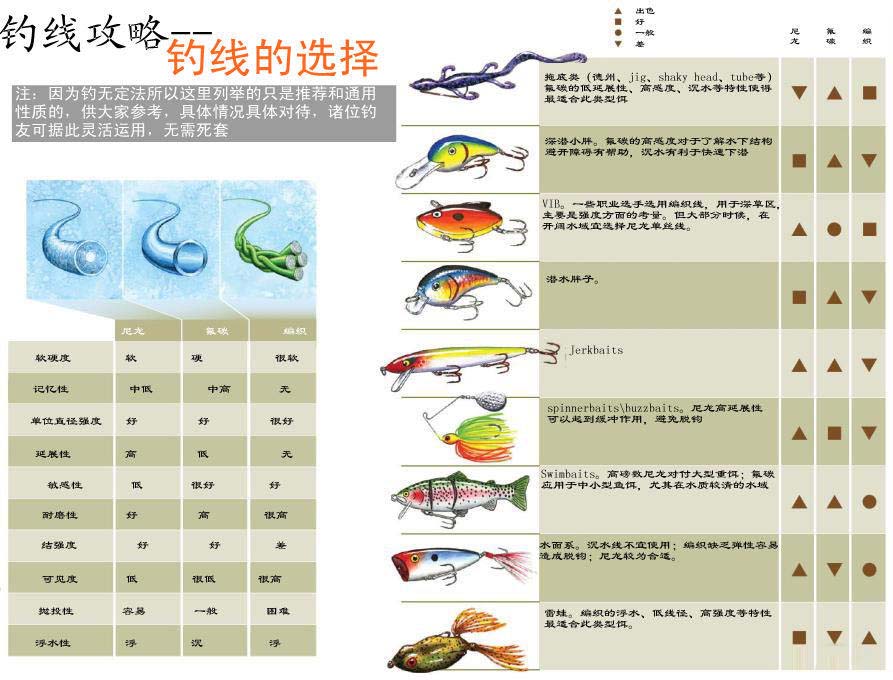 钓线攻略--
钓线的选择
注：因为钓无定法所以这里列举的只是推荐和通用
性质的，供大家参考，具体情况具体对待，诸位钓
友可据此灵活运用，无需死套
尼龙 氟碳 编织
软硬度 软 硬 很软
记忆性 中低 中高 无
单位直径强度 好 好 很好
延展性 高 低 无
敏感性 低 很好 好
耐磨性 好 高 很高
结强度 好 好 差
可见度 低 很低 很高
抛投性 容易 一般 困难
浮水性 浮 沉 浮
▲ 出色
■ 好
● 一般
▼ 差
尼龙 氟碳 编织
拖底类（德州、jig、shaky head、tube等）
氟碳的低延展性、高感度、沉水等特性使得
最适合此类型饵
▼ ▲ ■
深潜小胖。氟碳的高感度对于了解水下结构
避开障碍有帮助，沉水有利于快速下潜
■ ▲ ▼
VIB。一些职业选手选用编织线，用于深草区，
主要是强度方面的考量。但大部分时候，在
开阔水域宜选择尼龙单丝线。
▲ ● ■
潜水胖子。
■ ▲ ▼
Jerkbaits
▲ ▲ ▼
spinnerbaits\buzzbaits。尼龙高延展性
可以起到缓冲作用，避免脱钩
▲ ■ ▼
Swimbaits。高磅数尼龙对付大型重饵；氟碳
应用于中小型鱼饵，尤其在水质较清的水域
▲ ▲ ●
水面系。沉水线不宜使用；编织缺乏弹性容易
造成脱钩；尼龙较为合适。
▲ ▼ ●
雷蛙。编织的浮水、低线径、高强度等特性
最适合此类型饵。
■ ▼ ▲